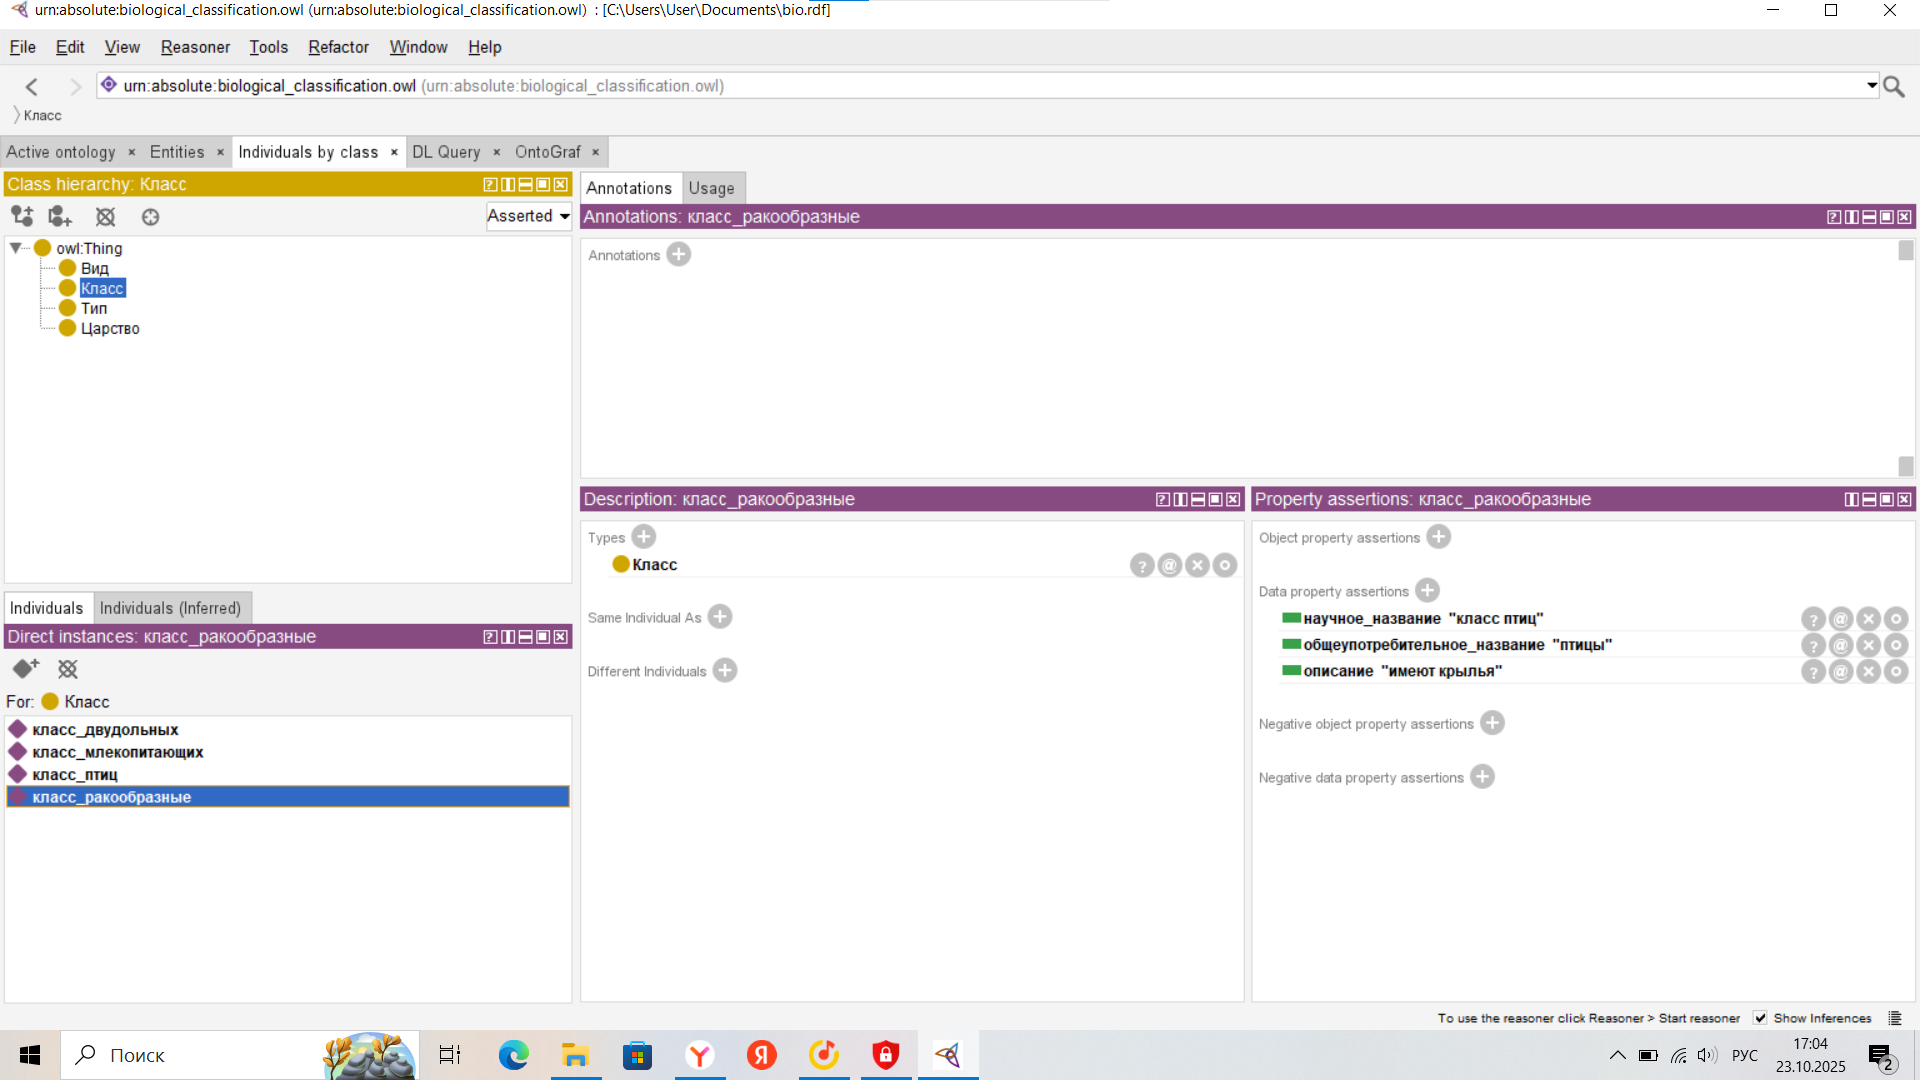 urn:absolute:biological_classification.owl (urn:absolute:biological_classification.owl)  : [C:\Users\User\Documents\bio.rdf]
File Edit View Reasoner Tools Refactor Window Help
urn:absolute:biological_classification.owl (urn:absolute:biological_classification.owl)
Класс
Active ontology × Entities × Individuals by class × DL Query × OntoGraf ×
Class hierarchy: Класс
Asserted
owl:Thing
Вид
Класс
Тип
Царство
Annotations Usage
Annotations: класс_ракообразные
Annotations
Individuals Individuals (Inferred)
Direct instances: класс_ракообразные
For: Класс
класс_двудольных
класс_млекопитающих
класс_птиц
класс_ракообразные
Description: класс_ракообразные
Types
Класс
Same Individual As
Different Individuals
Property assertions: класс_ракообразные
Object property assertions
Data property assertions
научное_название "класс птиц"
общеупотребительное_название "птицы"
описание "имеют крылья"
Negative object property assertions
Negative data property assertions
To use the reasoner click Reasoner > Start reasoner Show Inferences
Поиск
РУС
17:04
23.10.2025
2